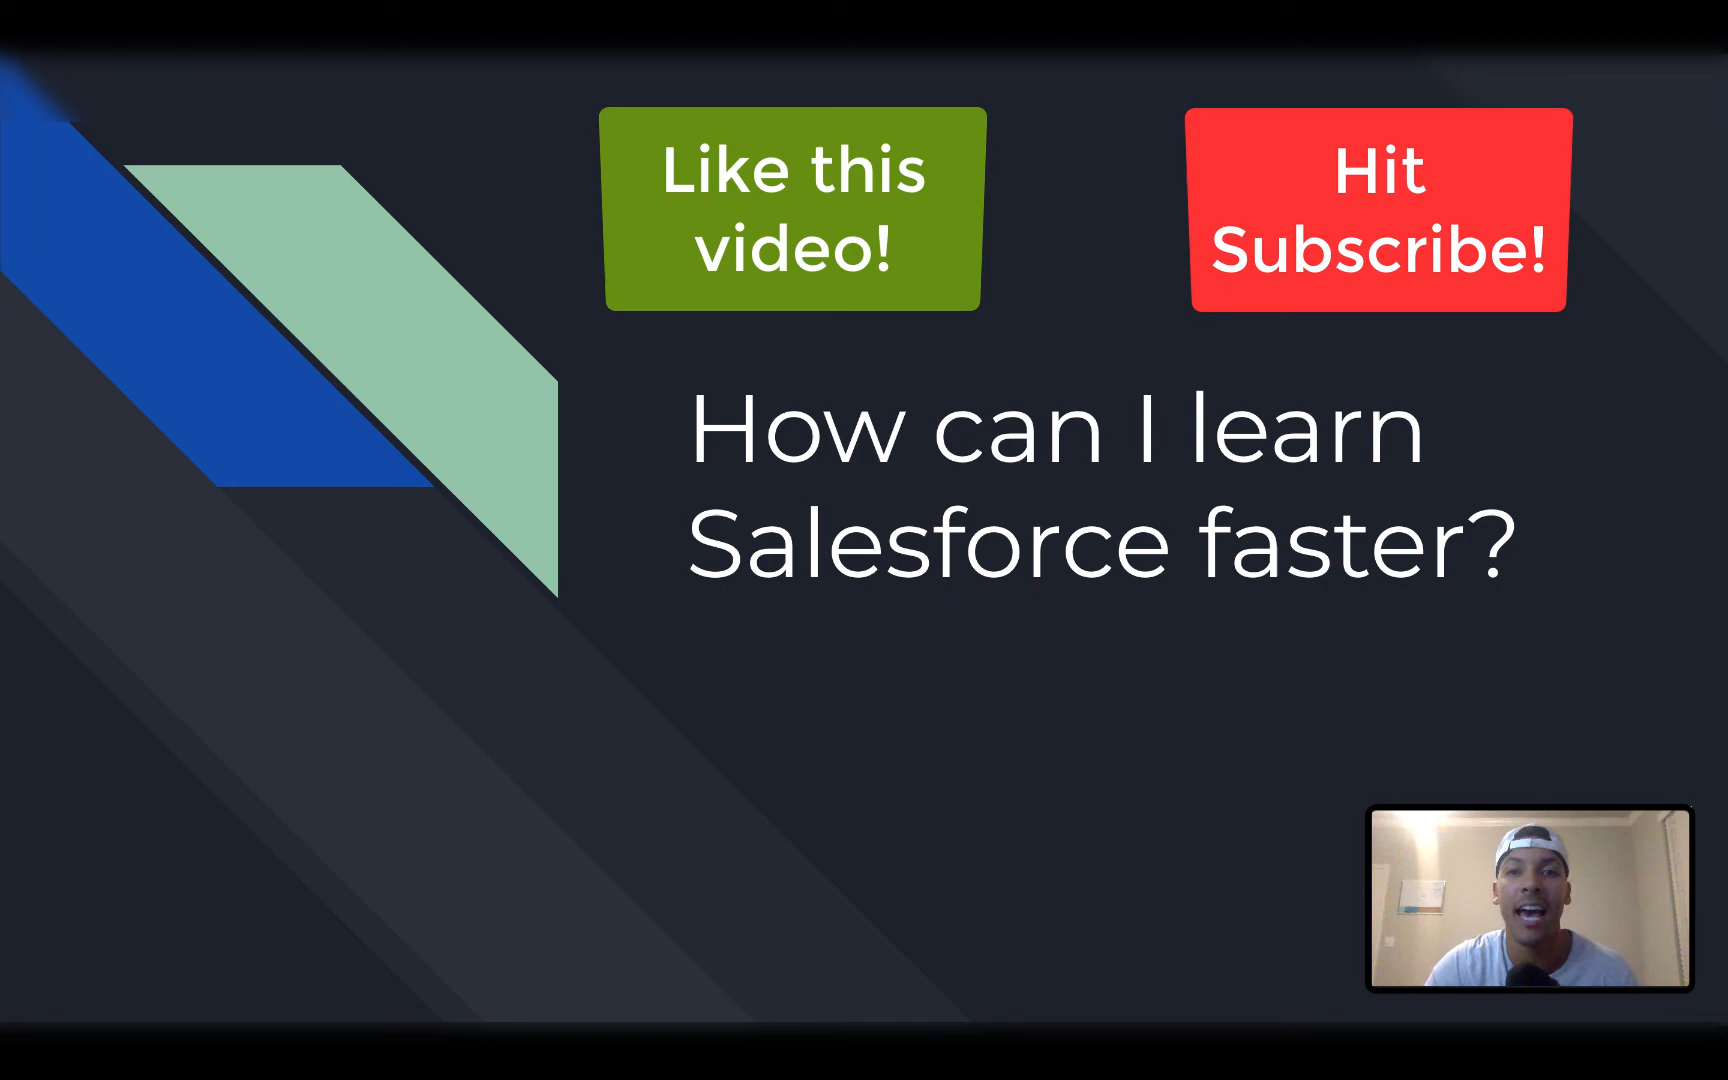 Like this
video!
Hit
Subscribe!
How can I learn
Salesforce faster?